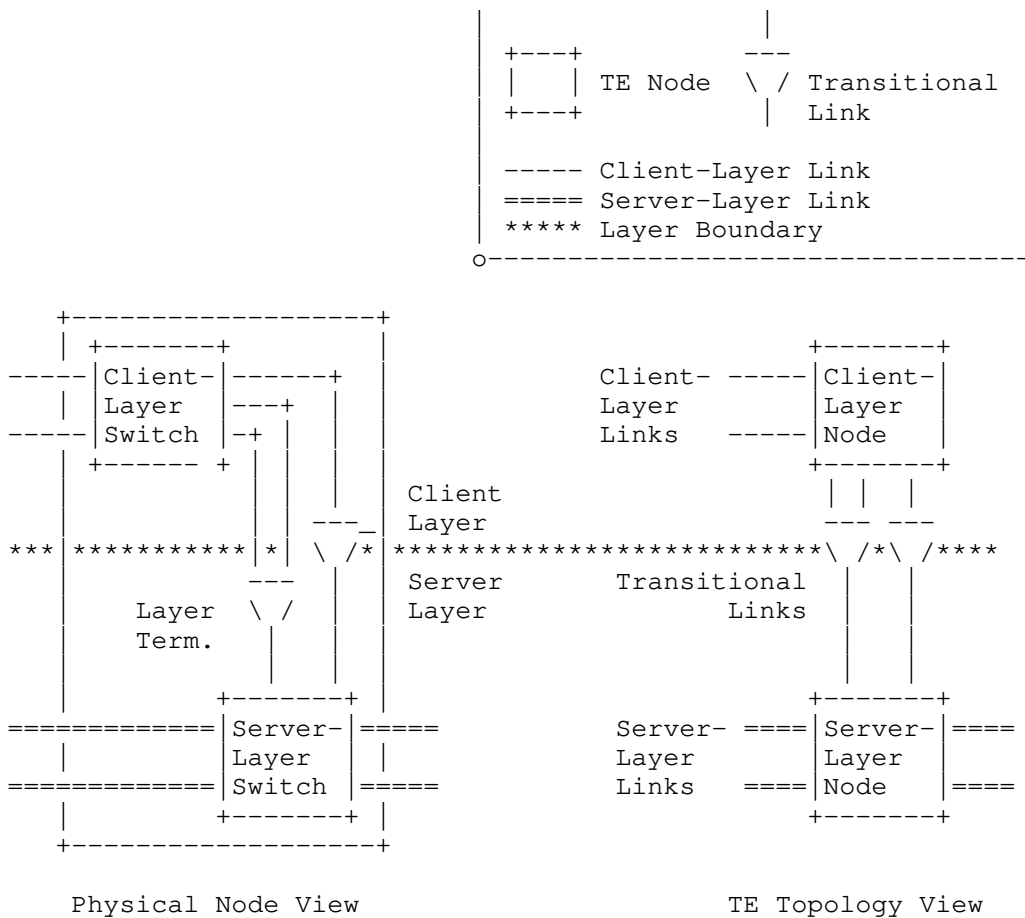 TE Node Transitional
Link
----- Client-Layer Link
===== Server-Layer Link
***** Layer Boundary
Client-
Layer
Switch
Client-
Layer
Links
Client-
Layer
Node
Client
Layer
Server
Layer
Layer
Term.
Transitional
Links
Server-
Layer
Switch
Server-
Layer
Links
Server-
Layer
Node
Physical Node View
TE Topology View